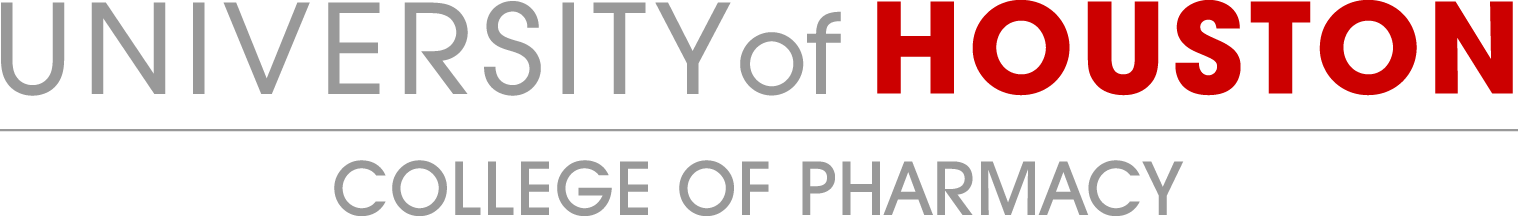 UNIVERSITY of HOUSTON
COLLEGE OF PHARMACY